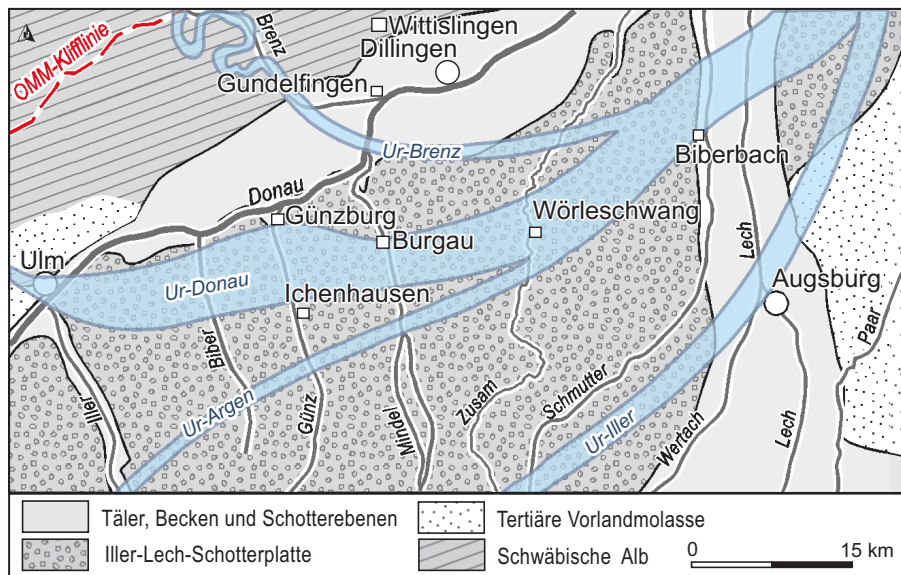 Brenz
Wittislingen
Dillingen
OMM-Klifflinie
Gundelfingen
Ur-Brenz
Biberbach
Donau
Günzburg
Wörleschwang
Lech
Burgau
Ulm
Ur-Donau
Augsburg
Ichenhausen
Paar
Biber
Iller
Ur-Argen
Günz
Mindel
Zusam
Schmutter
Ur-Iller
Wertach
Lech
Täler, Becken und Schotterebenen
Tertiäre Vorlandmolasse
Iller-Lech-Schotterplatte
Schwäbische Alb
0 15 km